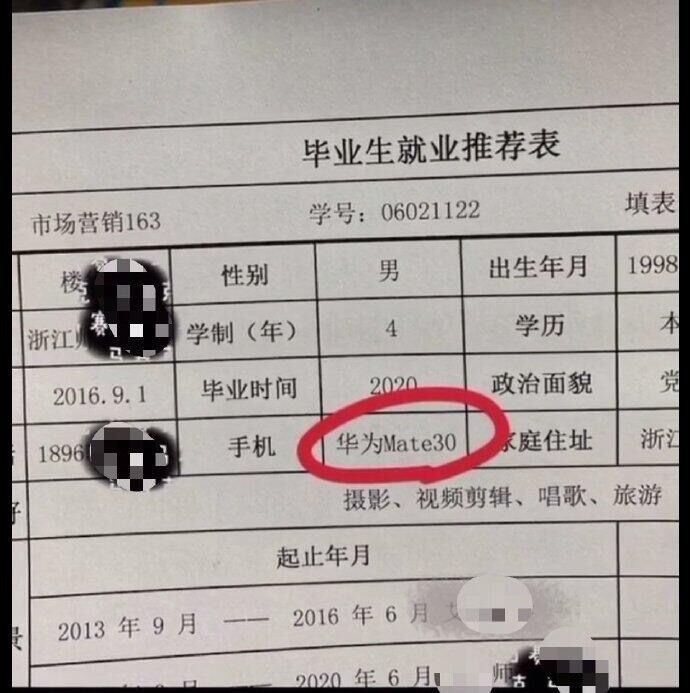 毕业生就业推荐表
市场营销163 学号：06021122 填表
楼 性别 男 出生年月 1998
浙江 学制（年） 4 学历 本
2016.9.1 毕业时间 2020 政治面貌 党
1896 手机 华为Mate30 家庭住址 浙江
好 摄影、视频剪辑、唱歌、旅游
起止年月
2013 年 9 月 —— 2016 年 6 月
景
2020 年 6 月 师